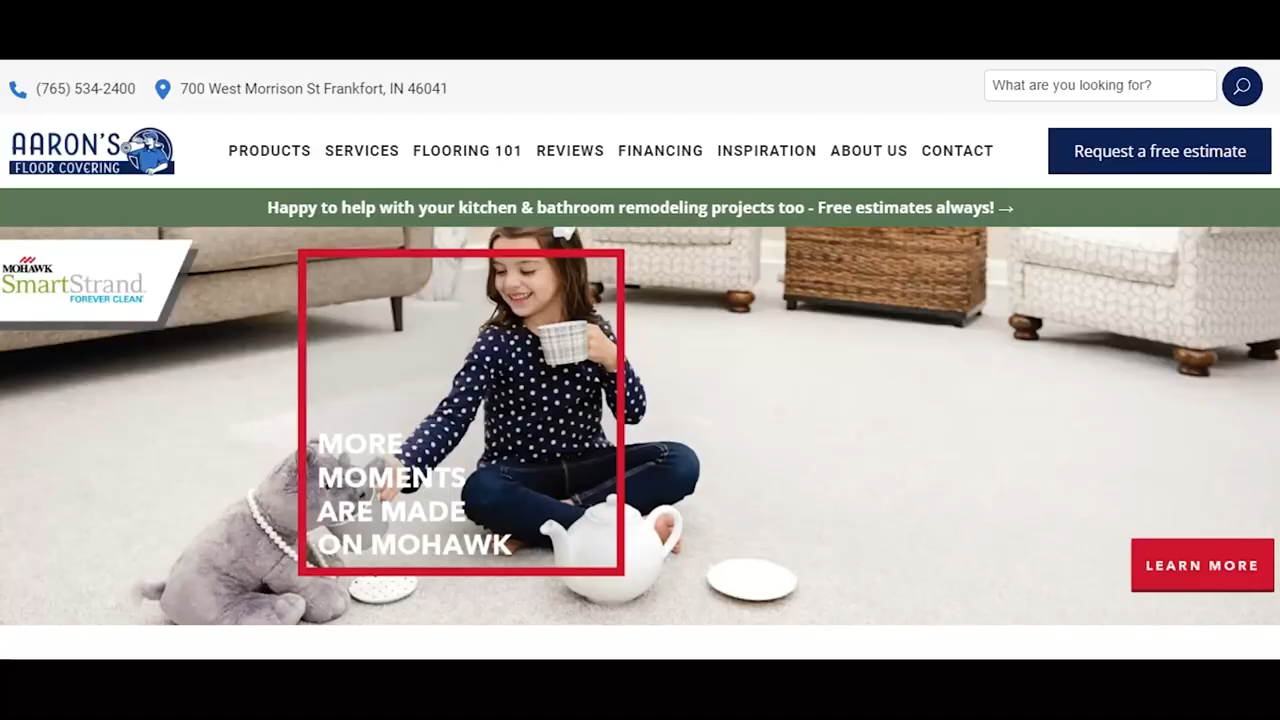 (765) 534-2400
700 West Morrison St Frankfort, IN 46041
What are you looking for?
AARON'S
FLOOR COVERING
PRODUCTS SERVICES FLOORING 101 REVIEWS FINANCING INSPIRATION ABOUT US CONTACT
Request a free estimate
Happy to help with your kitchen & bathroom remodeling projects too - Free estimates always! →
MOHAWK
SmartStrand
FOREVER CLEAN
MORE
MOMENTS
ARE MADE
ON MOHAWK
LEARN MORE